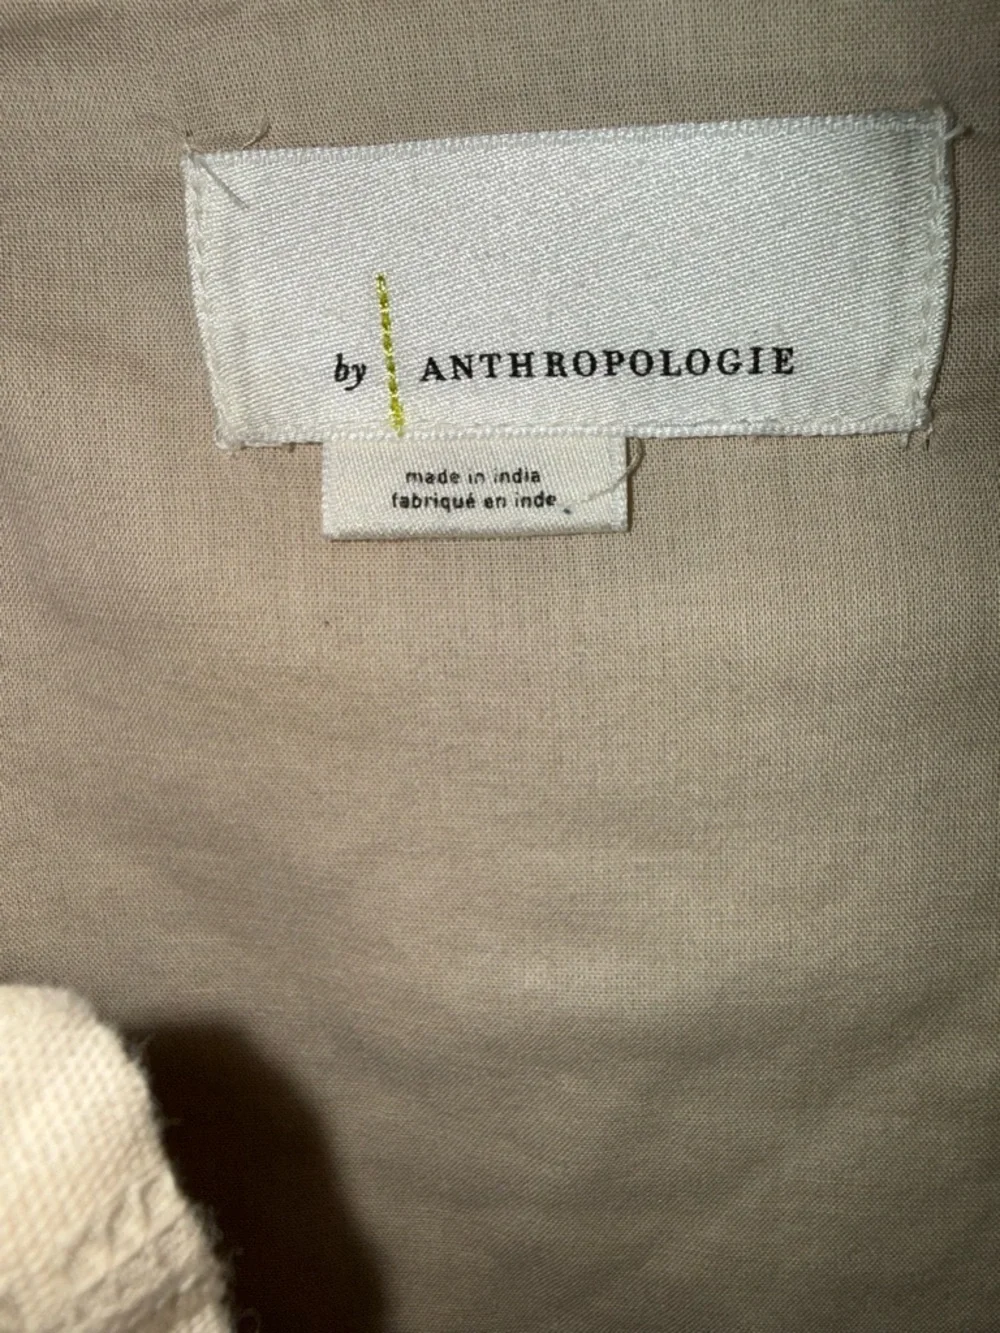 by ANTHROPOLOGIE
made in india
fabriqué en inde